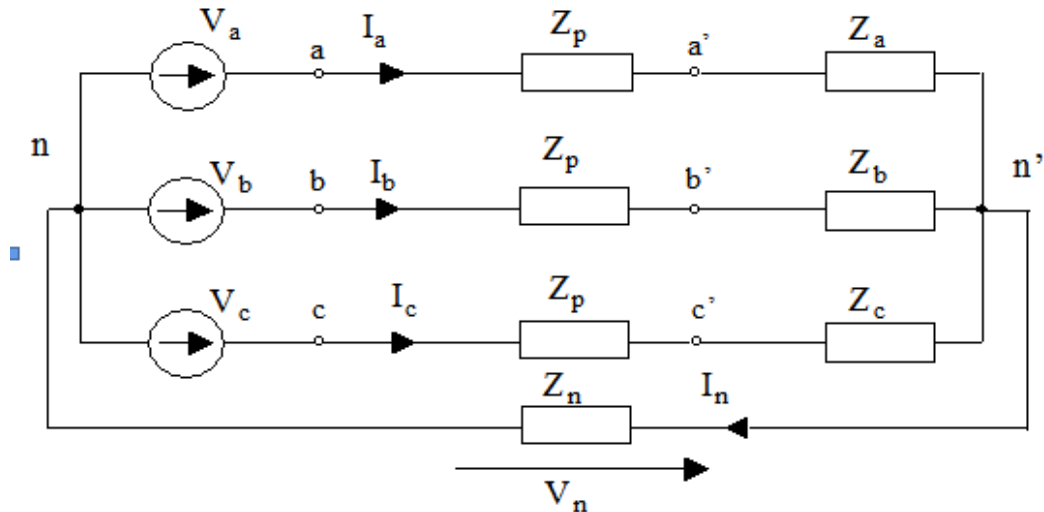 Va Ia Zp a' Za
a
n
Vb b Ib Zp b' Zb n'
Vc c Ic Zp c' Zc
Zn In
Vn